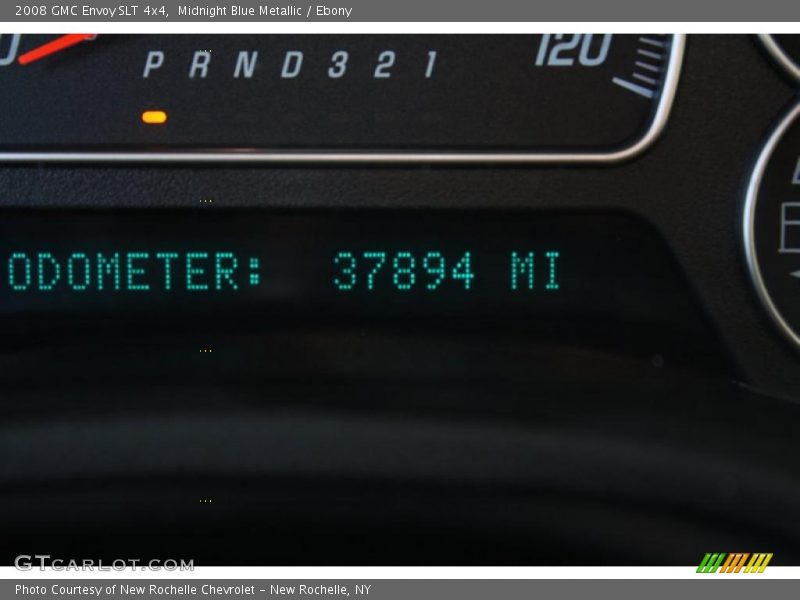 2008 GMC Envoy SLT 4x4, Midnight Blue Metallic / Ebony
P R N D 3 2 1
120
ODOMETER: 37894 MI
GTCARLOT.COM
Photo Courtesy of New Rochelle Chevrolet - New Rochelle, NY